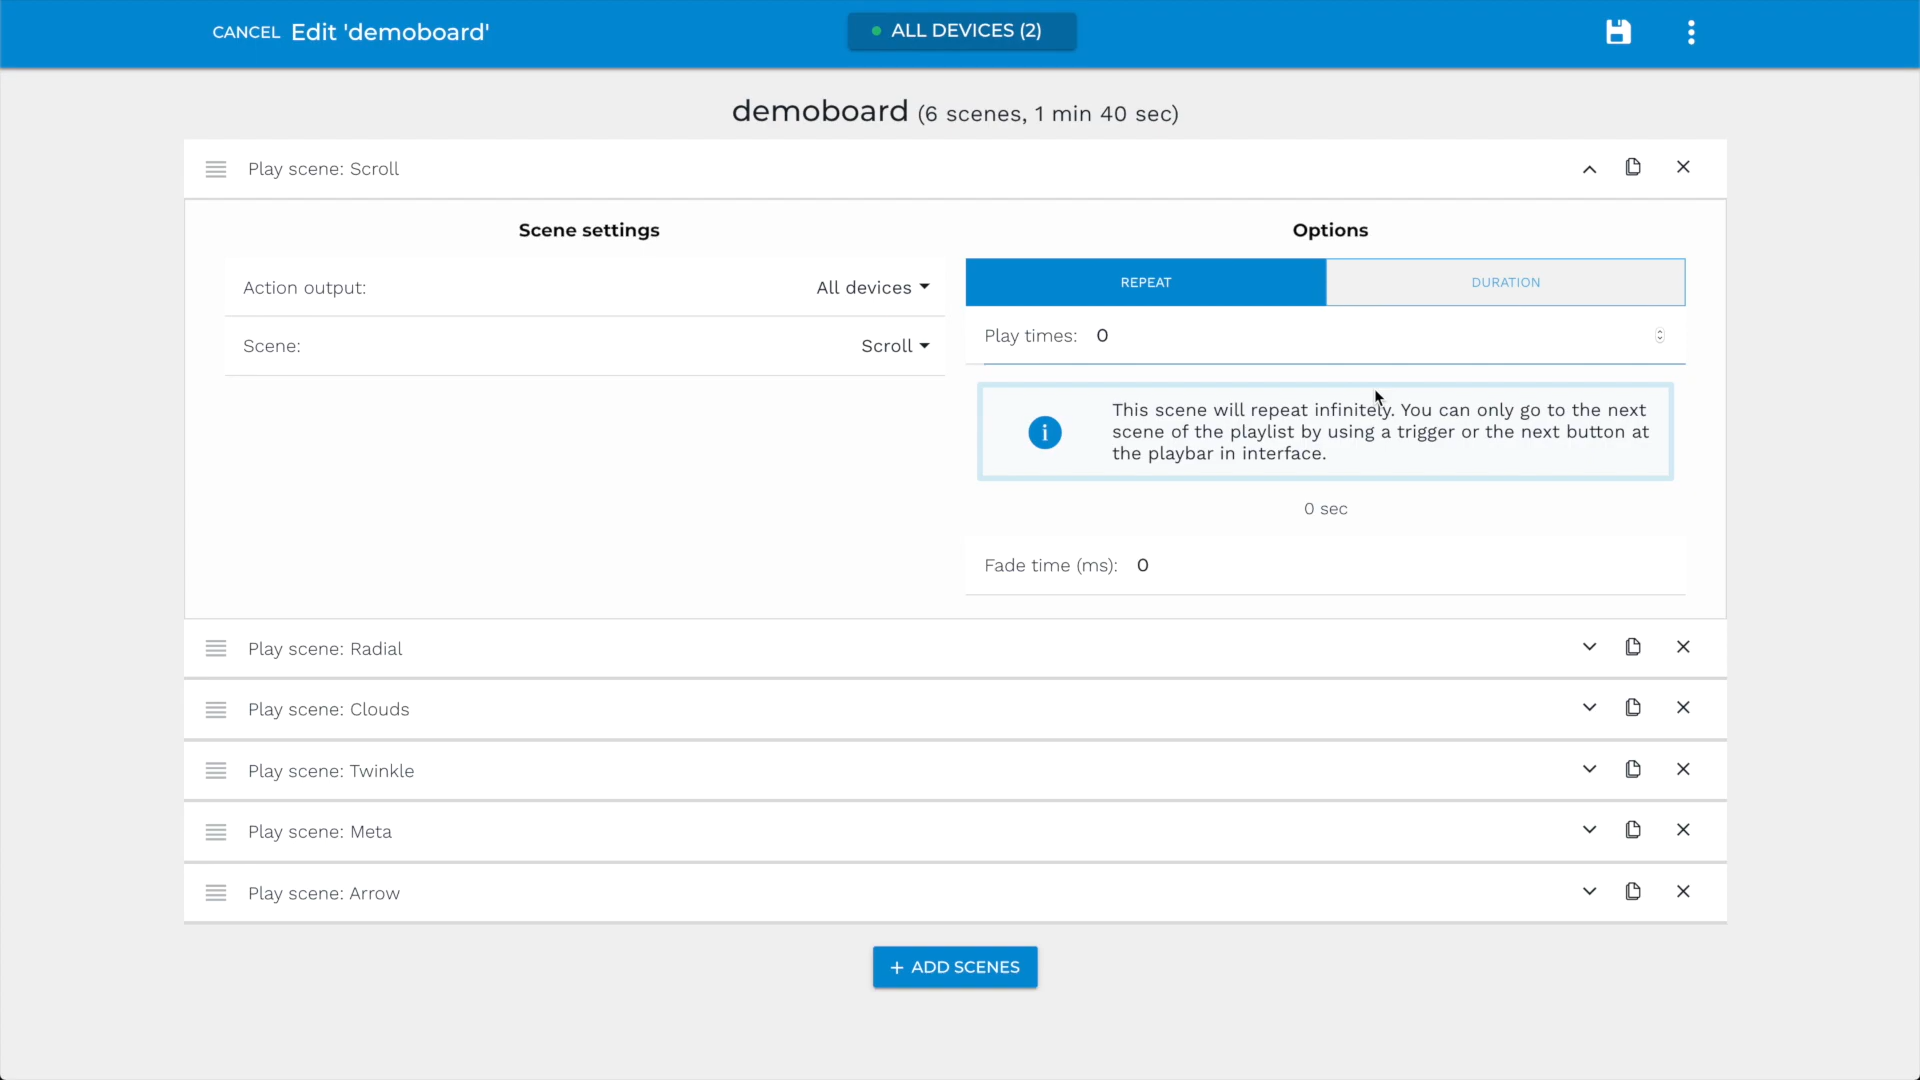 CANCEL Edit 'demoboard'
ALL DEVICES (2)
demoboard (6 scenes, 1 min 40 sec)
Play scene: Scroll
Scene settings
Options
Action output: All devices
REPEAT DURATION
Scene: Scroll
Play times: 0
This scene will repeat infinitely. You can only go to the next
scene of the playlist by using a trigger or the next button at
the playbar in interface.
0 sec
Fade time (ms): 0
Play scene: Radial
Play scene: Clouds
Play scene: Twinkle
Play scene: Meta
Play scene: Arrow
+ ADD SCENES